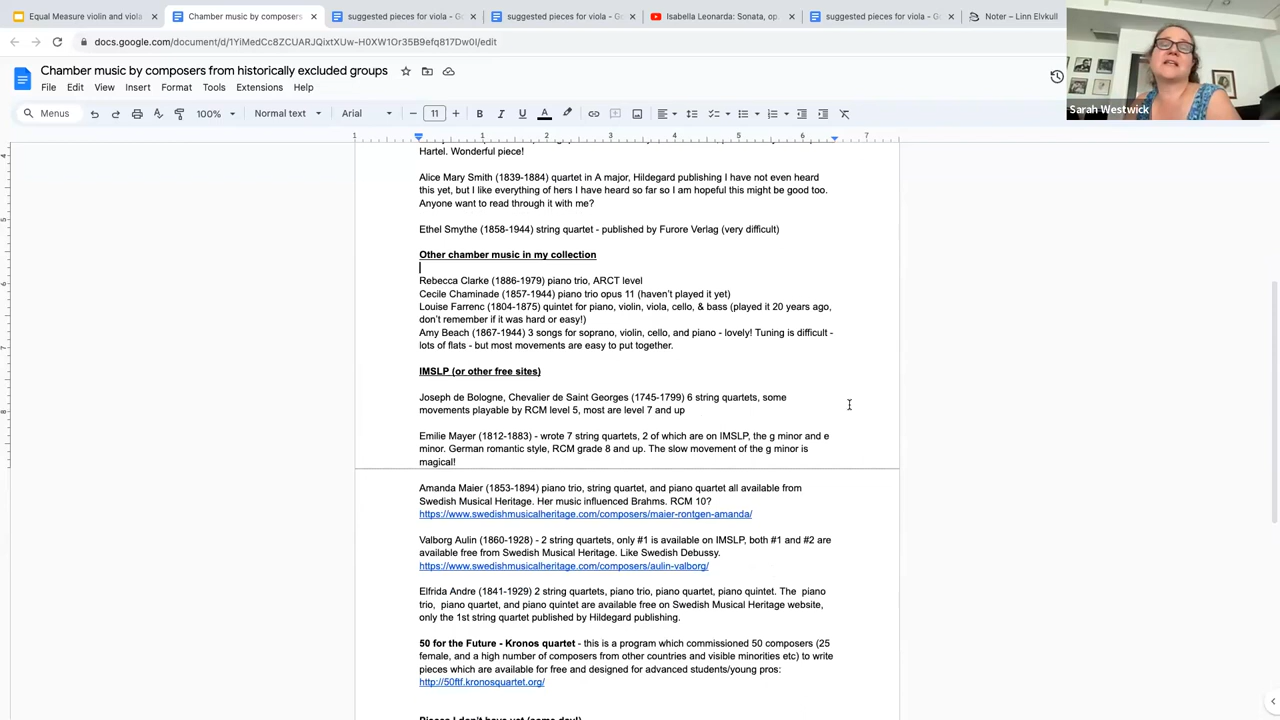 Equal Measure violin and viola
Chamber music by composers
suggested pieces for viola - G
suggested pieces for viola - G
Isabella Leonarda: Sonata, op.
suggested pieces for viola - G
Noter – Linn Elvkull
docs.google.com/document/d/1YiMedCc8ZCUARJQixtXUw-H0XW1Or35B9efq817Dw0I/edit
Chamber music by composers from historically excluded groups
File Edit View Insert Format Tools Extensions Help
Menus 100% Normal text Arial 11 B I U A
1 1 2 3 4 5 6 7
Hartel. Wonderful piece!
Alice Mary Smith (1839-1884) quartet in A major, Hildegard publishing I have not even heard
this yet, but I like everything of hers I have heard so far so I am hopeful this might be good too.
Anyone want to read through it with me?
Ethel Smythe (1858-1944) string quartet - published by Furore Verlag (very difficult)
Other chamber music in my collection
Rebecca Clarke (1886-1979) piano trio, ARCT level
Cecile Chaminade (1857-1944) piano trio opus 11 (haven't played it yet)
Louise Farrenc (1804-1875) quintet for piano, violin, viola, cello, & bass (played it 20 years ago,
don't remember if it was hard or easy!)
Amy Beach (1867-1944) 3 songs for soprano, violin, cello, and piano - lovely! Tuning is difficult -
lots of flats - but most movements are easy to put together.
IMSLP (or other free sites)
Joseph de Bologne, Chevalier de Saint Georges (1745-1799) 6 string quartets, some
movements playable by RCM level 5, most are level 7 and up
Emilie Mayer (1812-1883) - wrote 7 string quartets, 2 of which are on IMSLP, the g minor and e
minor. German romantic style, RCM grade 8 and up. The slow movement of the g minor is
magical!
Amanda Maier (1853-1894) piano trio, string quartet, and piano quartet all available from
Swedish Musical Heritage. Her music influenced Brahms. RCM 10?
https://www.swedishmusicalheritage.com/composers/maier-rontgen-amanda/
Valborg Aulin (1860-1928) - 2 string quartets, only #1 is available on IMSLP, both #1 and #2 are
available free from Swedish Musical Heritage. Like Swedish Debussy.
https://www.swedishmusicalheritage.com/composers/aulin-valborg/
Elfrida Andre (1841-1929) 2 string quartets, piano trio, piano quartet, piano quintet. The piano
trio, piano quartet, and piano quintet are available free on Swedish Musical Heritage website,
only the 1st string quartet published by Hildegard publishing.
50 for the Future - Kronos quartet - this is a program which commissioned 50 composers (25
female, and a high number of composers from other countries and visible minorities etc) to write
pieces which are available for free and designed for advanced students/young pros:
http://50ftf.kronosquartet.org/
Pieces I don't have yet (some day!)
4
5
6
7
8
Sarah Westwick